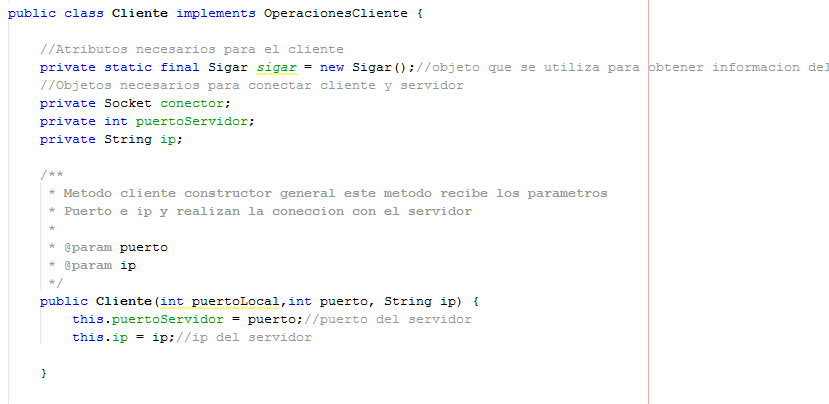 public class Cliente implements OperacionesCliente {
//Atributos necesarios para el cliente
private static final Sigar sigar = new Sigar();//objeto que se utiliza para obtener informacion del
//Objetos necesarios para conectar cliente y servidor
private Socket conector;
private int puertoServidor;
private String ip;
/**
* Metodo cliente constructor general este metodo recibe los parametros
* Puerto e ip y realizan la coneccion con el servidor
*
* @param puerto
* @param ip
*/
public Cliente(int puertoLocal,int puerto, String ip) {
this.puertoServidor = puerto;//puerto del servidor
this.ip = ip;//ip del servidor
}